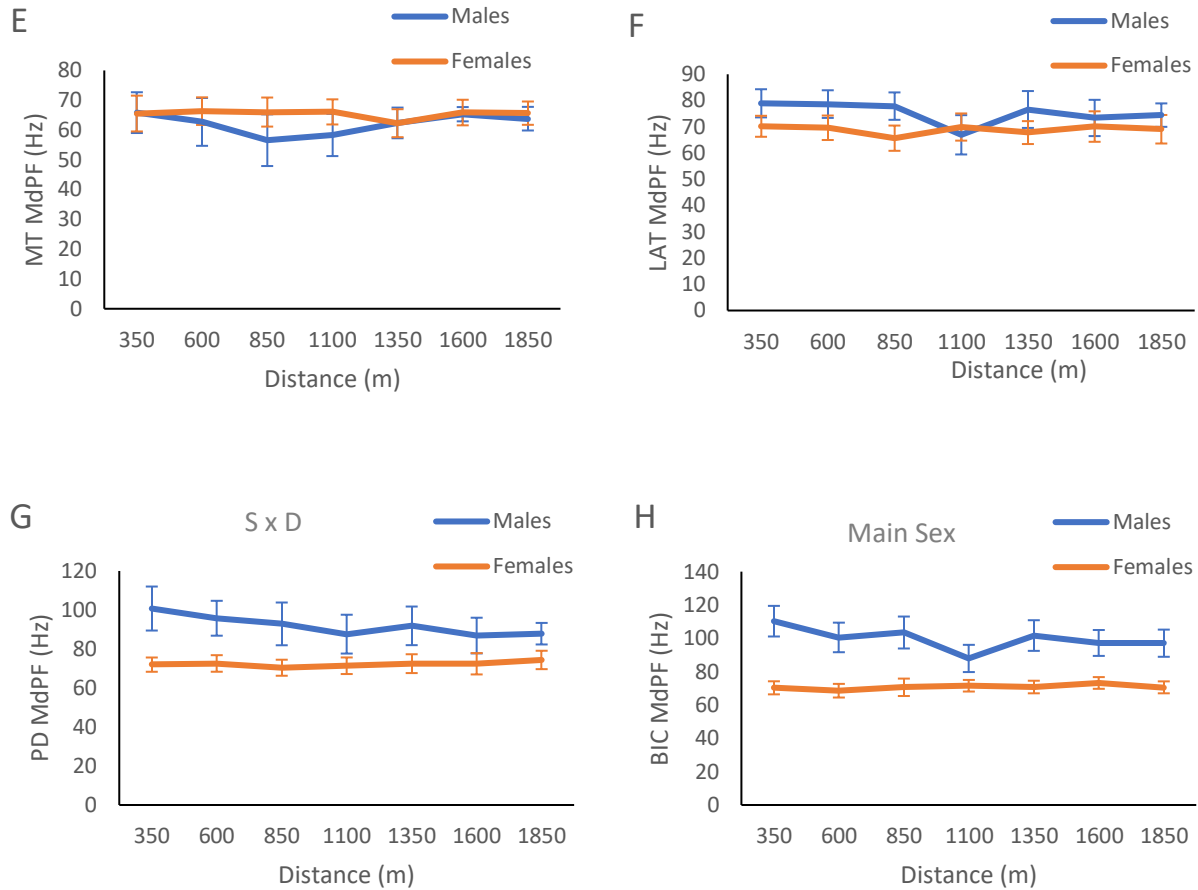 E
Males
Females
MT MdPF (Hz)
80
70
60
50
40
30
20
10
0
350 600 850 1100 1350 1600 1850
Distance (m)
F
Males
Females
LAT MdPF (Hz)
90
80
70
60
50
40
30
20
10
0
350 600 850 1100 1350 1600 1850
Distance (m)
G
S x D
Males
Females
PD MdPF (Hz)
120
100
80
60
40
20
0
350 600 850 1100 1350 1600 1850
Distance (m)
H
Main Sex
Males
Females
BIC MdPF (Hz)
140
120
100
80
60
40
20
0
350 600 850 1100 1350 1600 1850
Distance (m)